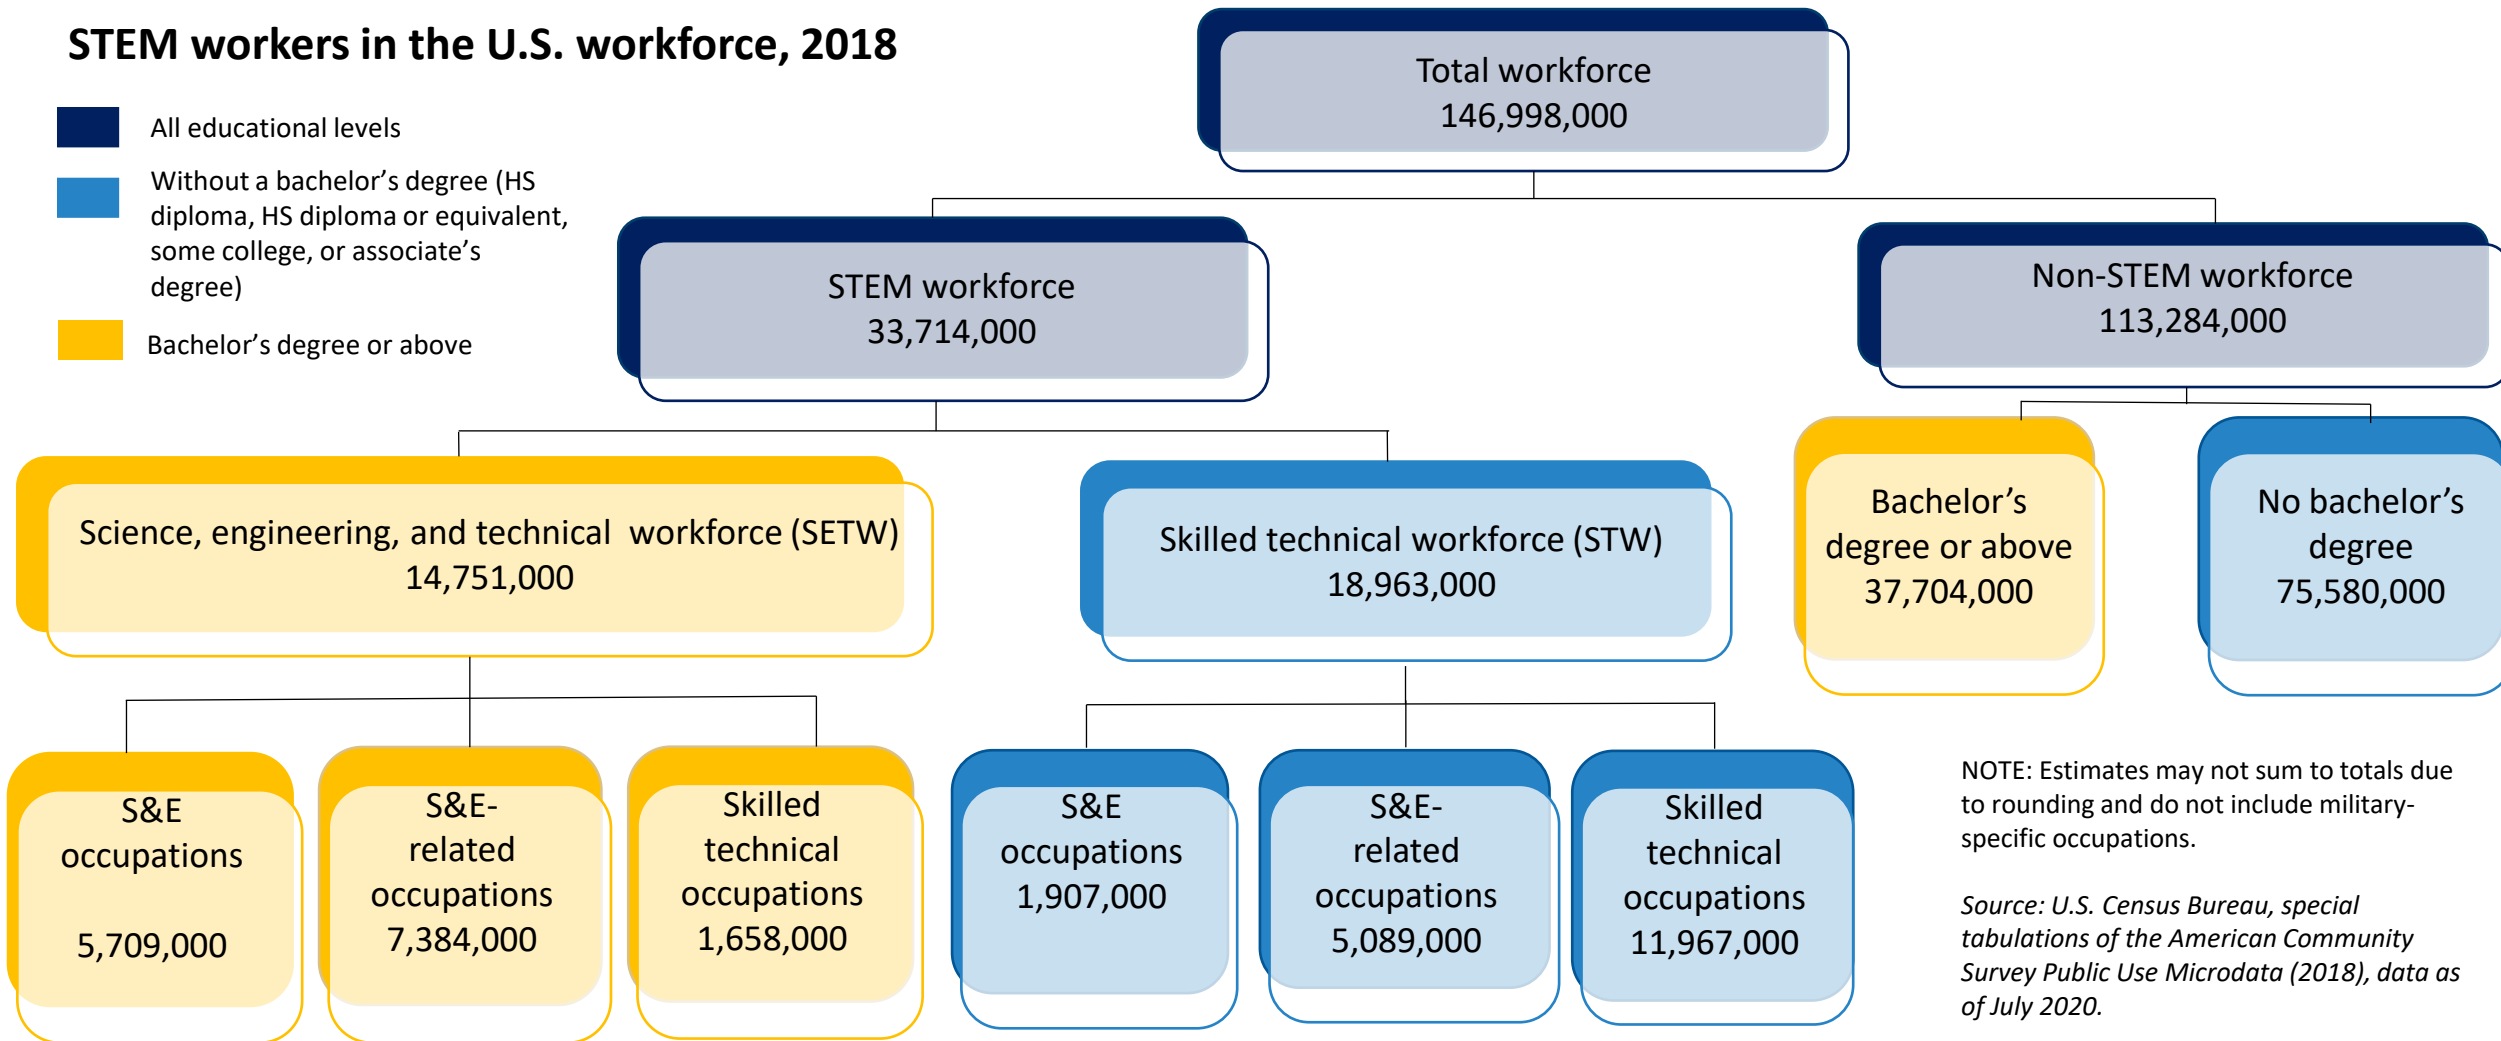 STEM workers in the U.S. workforce, 2018
All educational levels
Without a bachelor’s degree (HS
diploma, HS diploma or equivalent,
some college, or associate’s
degree)
Bachelor’s degree or above
Total workforce
146,998,000
STEM workforce
33,714,000
Non-STEM workforce
113,284,000
Science, engineering, and technical workforce (SETW)
14,751,000
Skilled technical workforce (STW)
18,963,000
Bachelor’s
degree or above
37,704,000
No bachelor’s
degree
75,580,000
S&E
occupations
5,709,000
S&E-
related
occupations
7,384,000
Skilled
technical
occupations
1,658,000
S&E
occupations
1,907,000
S&E-
related
occupations
5,089,000
Skilled
technical
occupations
11,967,000
NOTE: Estimates may not sum to totals due
to rounding and do not include military-
specific occupations.
Source: U.S. Census Bureau, special
tabulations of the American Community
Survey Public Use Microdata (2018), data as
of July 2020.